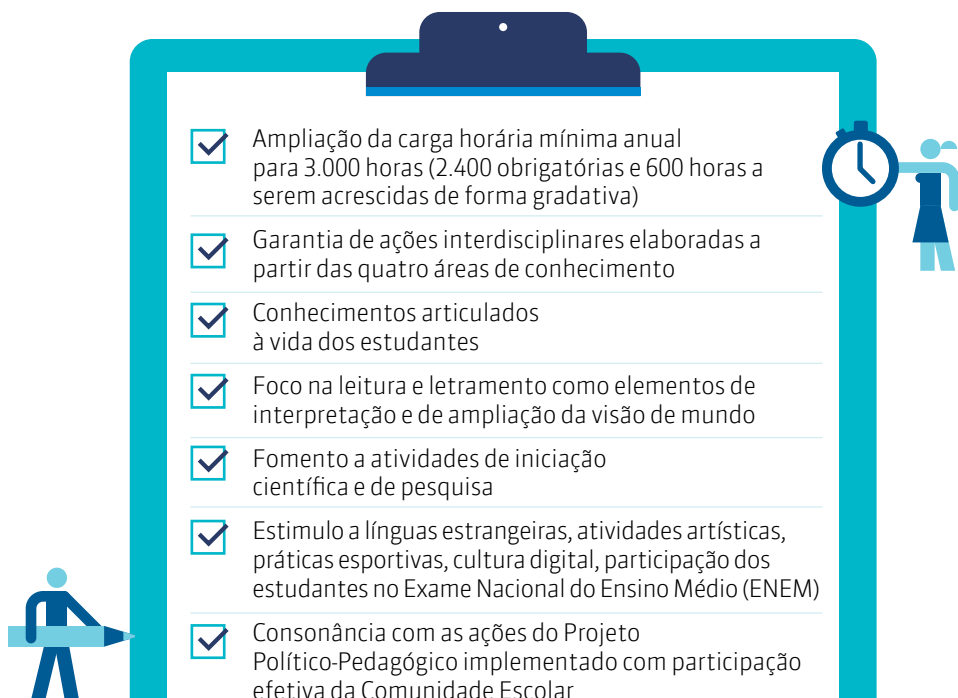 Ampliação da carga horária mínima anual
para 3.000 horas (2.400 obrigatórias e 600 horas a
serem acrescidas de forma gradativa)
Garantia de ações interdisciplinares elaboradas a
partir das quatro áreas de conhecimento
Conhecimentos articulados
à vida dos estudantes
Foco na leitura e letramento como elementos de
interpretação e de ampliação da visão de mundo
Fomento a atividades de iniciação
científica e de pesquisa
Estimulo a línguas estrangeiras, atividades artísticas,
práticas esportivas, cultura digital, participação dos
estudantes no Exame Nacional do Ensino Médio (ENEM)
Consonância com as ações do Projeto
Político-Pedagógico implementado com participação
efetiva da Comunidade Escolar